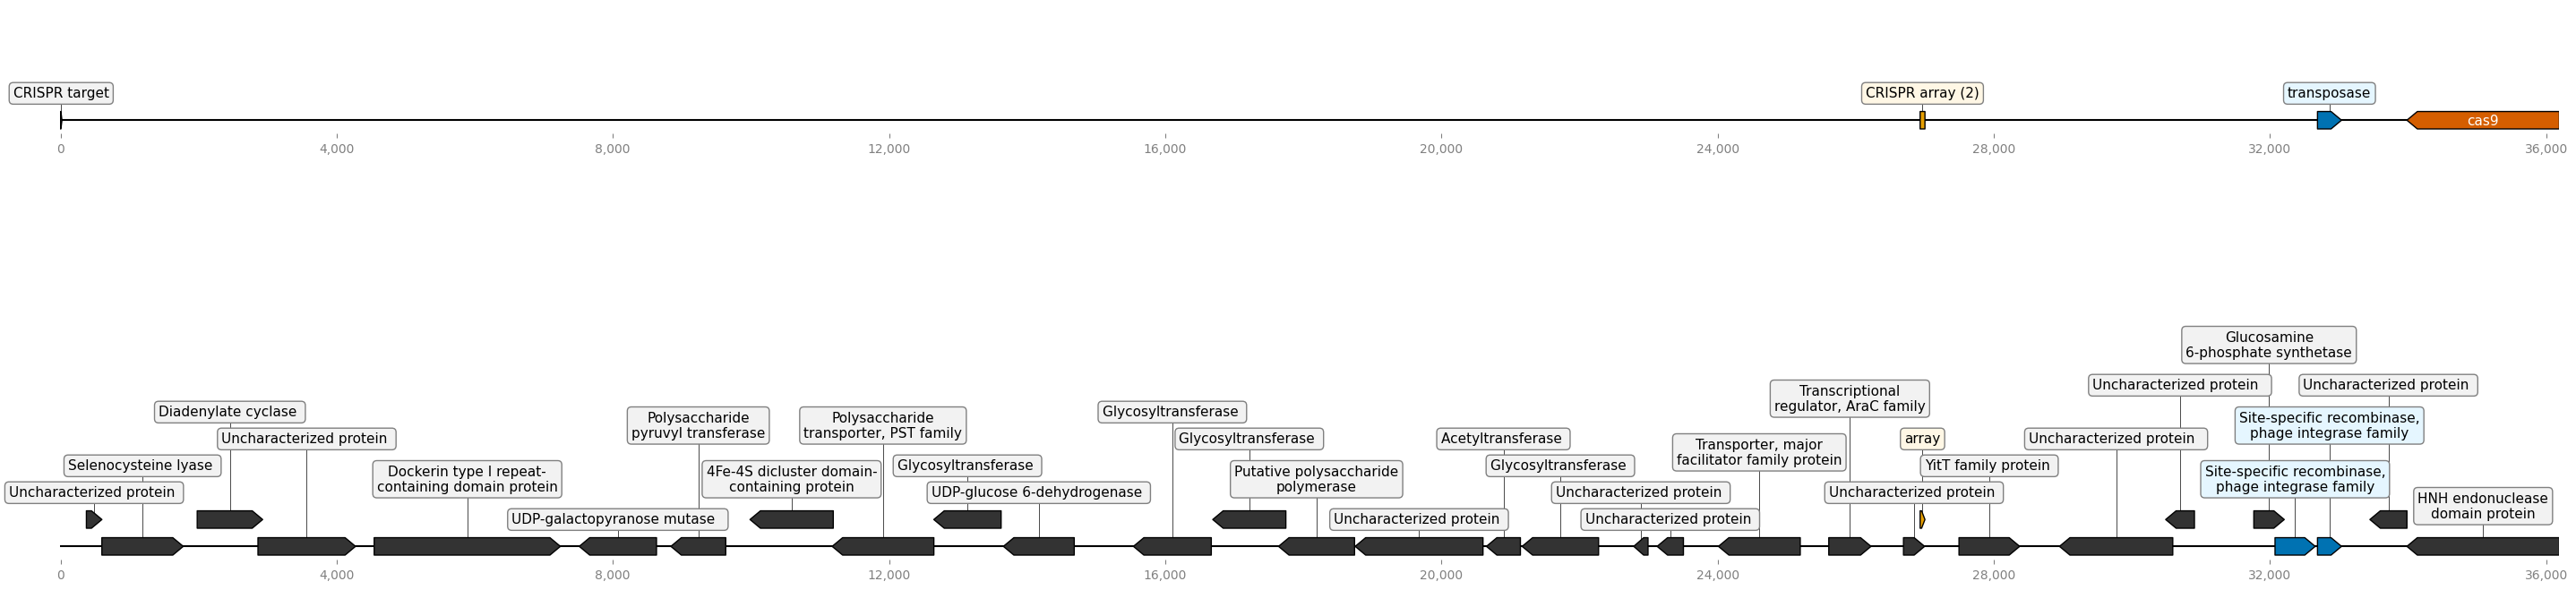 CRISPR target
CRISPR array (2)
transposase
cas9
0
4,000
8,000
12,000
16,000
20,000
24,000
28,000
32,000
36,000
Glucosamine
6-phosphate synthetase
Uncharacterized protein
Uncharacterized protein
Transcriptional
regulator, AraC family
Diadenylate cyclase
Polysaccharide
pyruvyl transferase
Polysaccharide
transporter, PST family
Glycosyltransferase
Site-specific recombinase,
phage integrase family
Uncharacterized protein
Glycosyltransferase
Acetyltransferase
Transporter, major
facilitator family protein
array
Uncharacterized protein
Selenocysteine lyase
Dockerin type I repeat-
containing domain protein
4Fe-4S dicluster domain-
containing protein
Glycosyltransferase
Putative polysaccharide
polymerase
Glycosyltransferase
YitT family protein
Site-specific recombinase,
phage integrase family
Uncharacterized protein
UDP-glucose 6-dehydrogenase
Uncharacterized protein
Uncharacterized protein
HNH endonuclease
domain protein
UDP-galactopyranose mutase
Uncharacterized protein
Uncharacterized protein
0
4,000
8,000
12,000
16,000
20,000
24,000
28,000
32,000
36,000